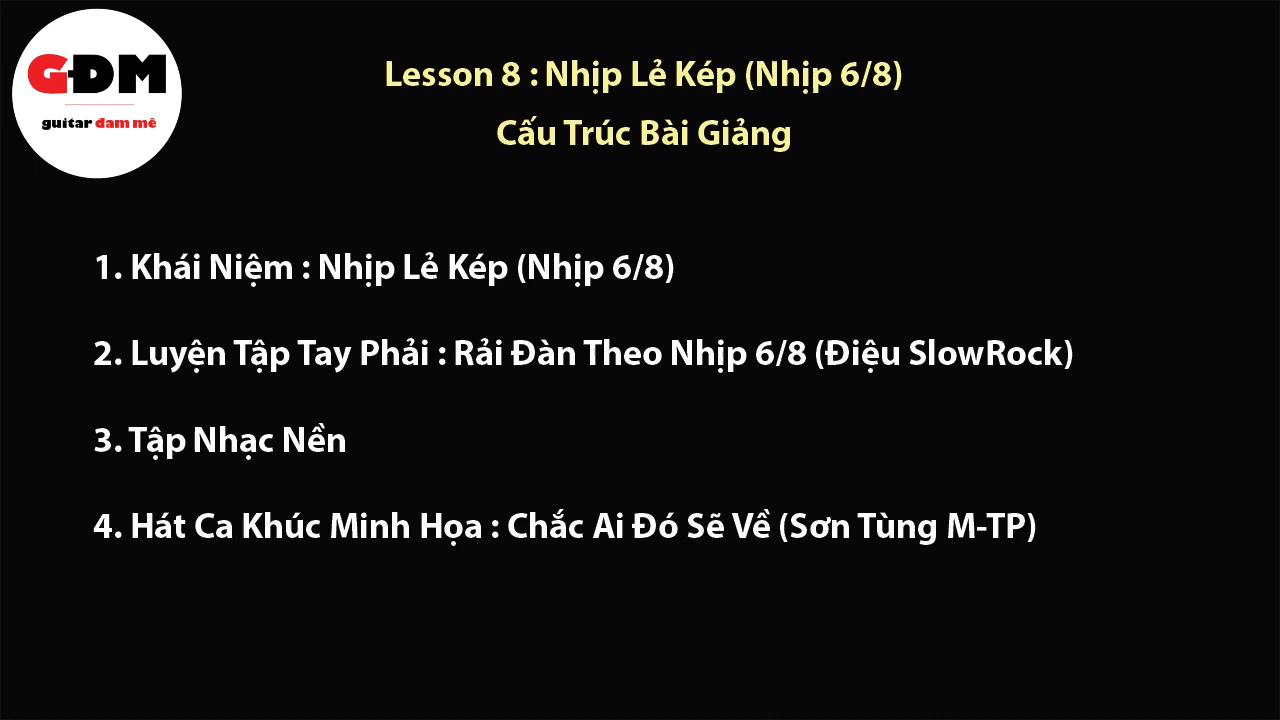 GĐM
guitar đam mê
Lesson 8 : Nhịp Lẻ Kép (Nhịp 6/8)
Cấu Trúc Bài Giảng
1. Khái Niệm : Nhịp Lẻ Kép (Nhịp 6/8)
2. Luyện Tập Tay Phải : Rải Đàn Theo Nhịp 6/8 (Điệu SlowRock)
3. Tập Nhạc Nền
4. Hát Ca Khúc Minh Họa : Chắc Ai Đó Sẽ Về (Sơn Tùng M-TP)